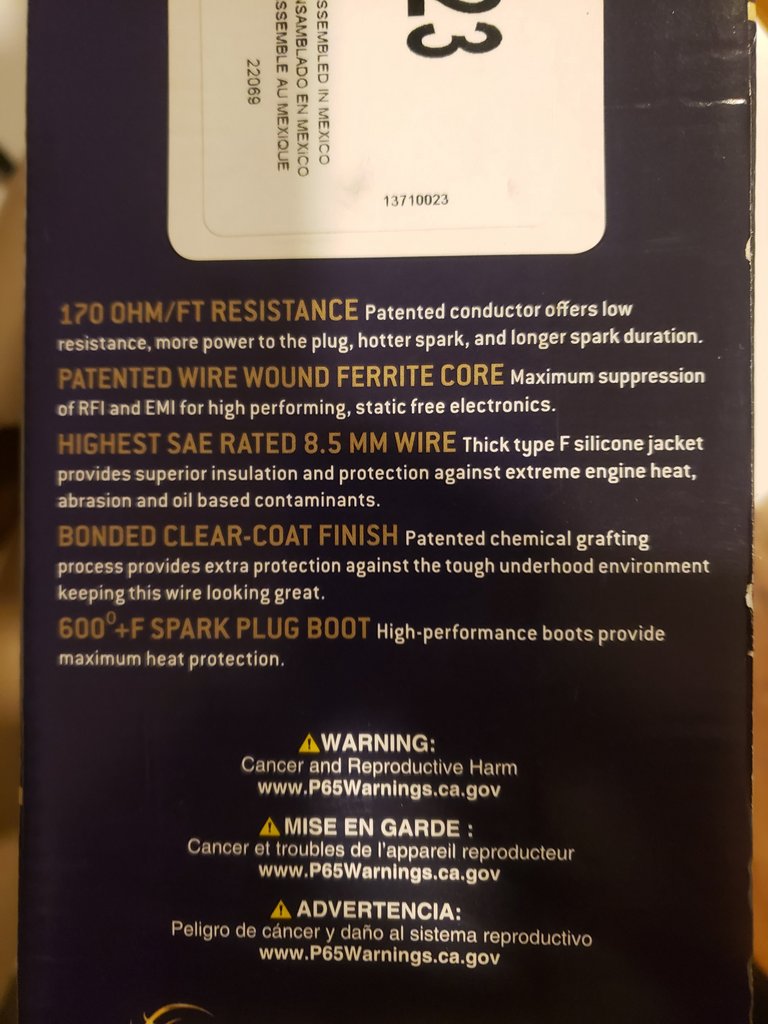 23
ASSEMBLED IN MEXICO
ENSAMBLADO EN MEXICO
ASSEMBLE AU MEXIQUE
22069
13710023
170 OHM/FT RESISTANCE Patented conductor offers low
resistance, more power to the plug, hotter spark, and longer spark duration.
PATENTED WIRE WOUND FERRITE CORE Maximum suppression
of RFI and EMI for high performing, static free electronics.
HIGHEST SAE RATED 8.5 MM WIRE Thick type F silicone jacket
provides superior insulation and protection against extreme engine heat,
abrasion and oil based contaminants.
BONDED CLEAR-COAT FINISH Patented chemical grafting
process provides extra protection against the tough underhood environment
keeping this wire looking great.
600°+F SPARK PLUG BOOT High-performance boots provide
maximum heat protection.
⚠WARNING:
Cancer and Reproductive Harm
www.P65Warnings.ca.gov
⚠MISE EN GARDE :
Cancer et troubles de l'appareil reproducteur
www.P65Warnings.ca.gov
⚠ADVERTENCIA:
Peligro de cáncer y daño al sistema reproductivo
www.P65Warnings.ca.gov